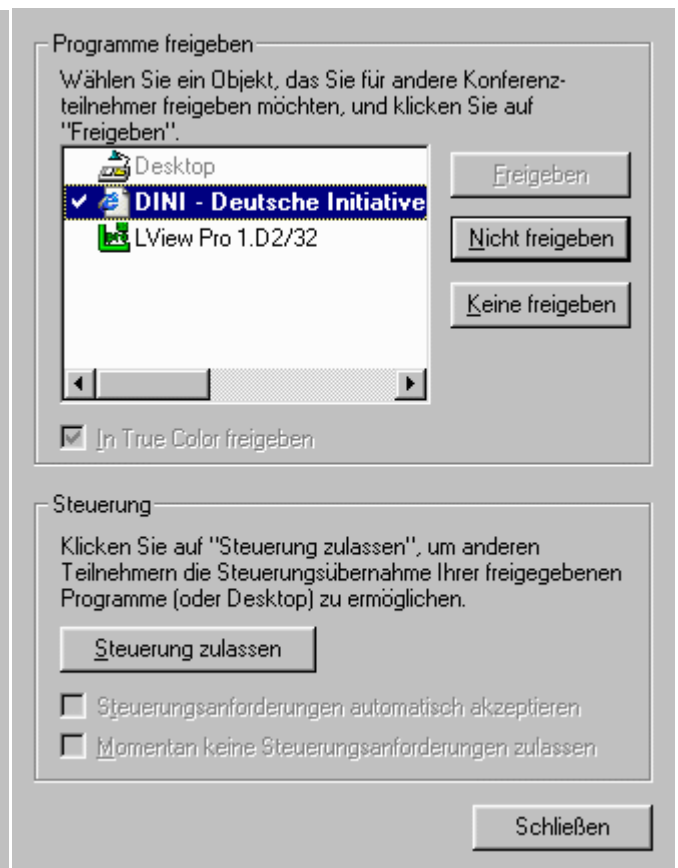 Programme freigeben
Wählen Sie ein Objekt, das Sie für andere Konferenz-
teilnehmer freigeben möchten, und klicken Sie auf
"Freigeben".
Desktop
DINI - Deutsche Initiative
LView Pro 1.D2/32
Freigeben
Nicht freigeben
Keine freigeben
In True Color freigeben
Steuerung
Klicken Sie auf "Steuerung zulassen", um anderen
Teilnehmern die Steuerungsübernahme Ihrer freigegebenen
Programme (oder Desktop) zu ermöglichen.
Steuerung zulassen
Steuerungsanforderungen automatisch akzeptieren
Momentan keine Steuerungsanforderungen zulassen
Schließen